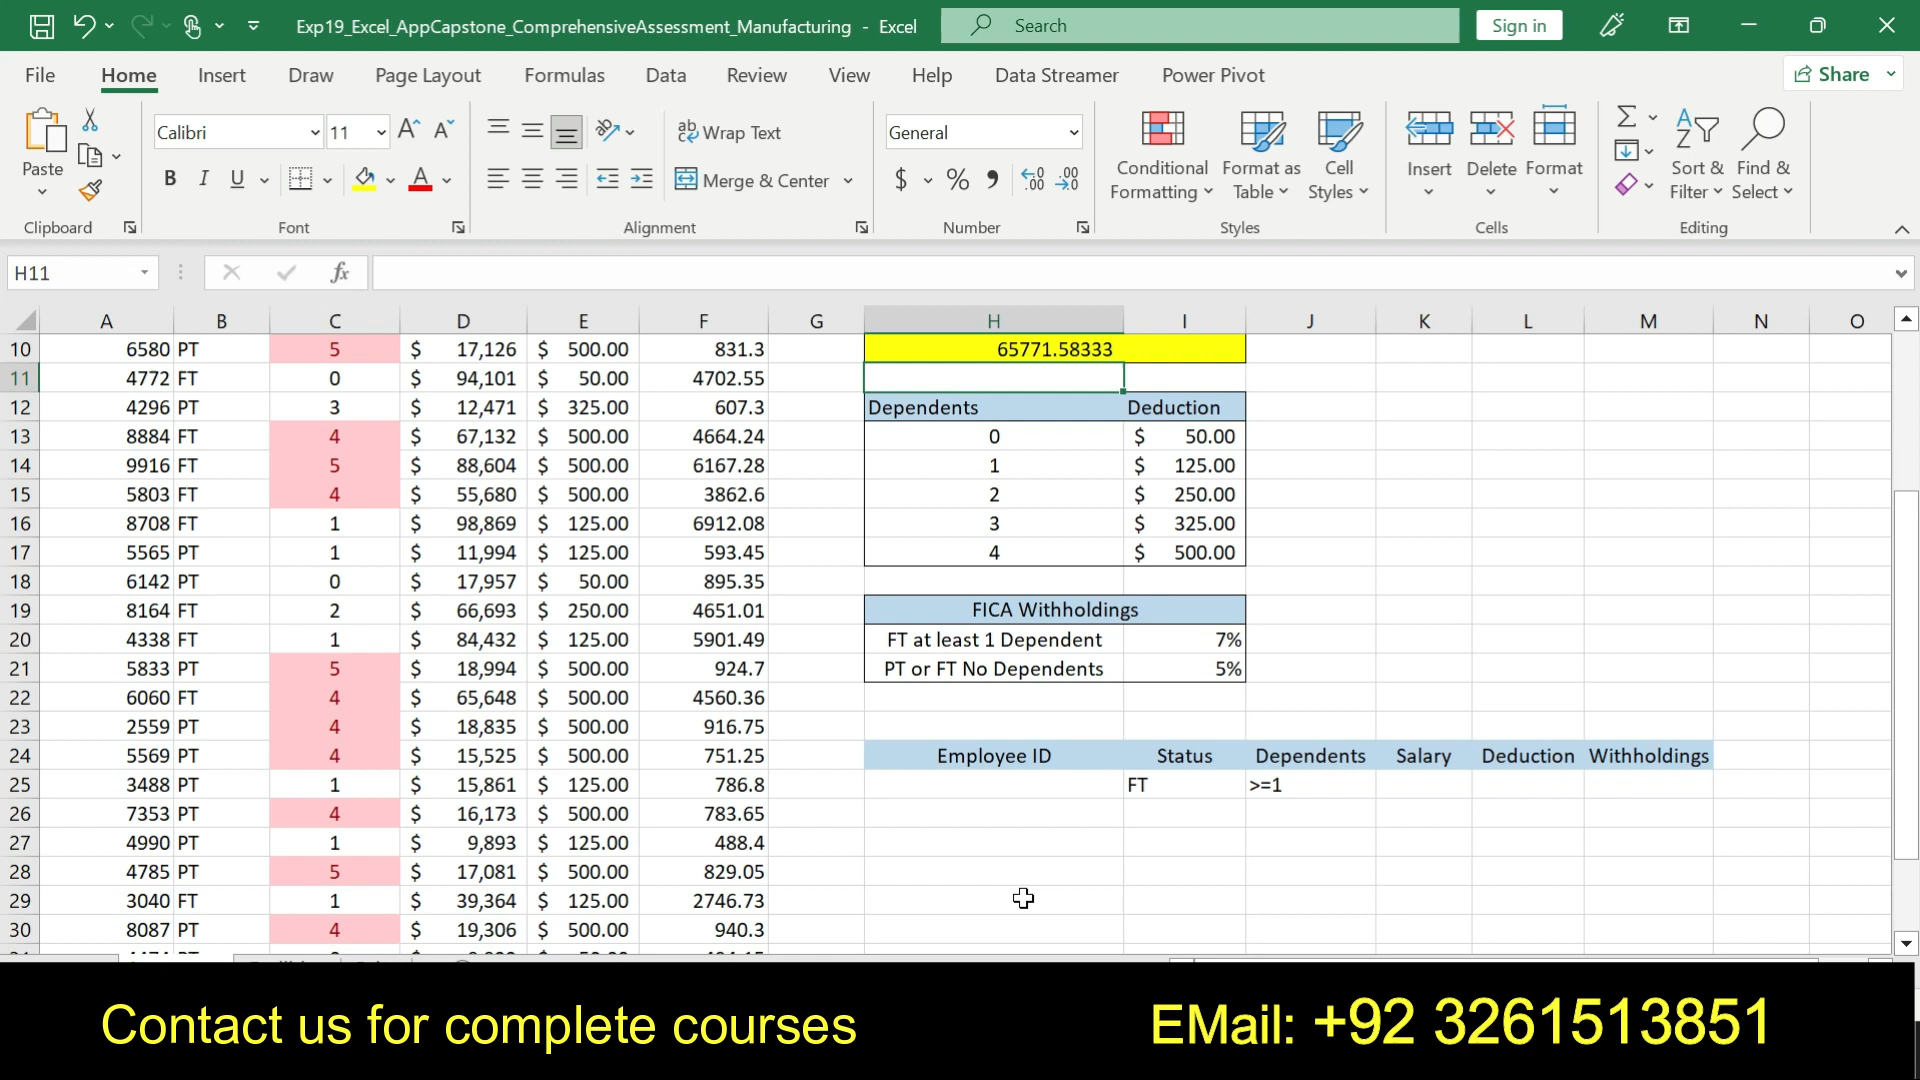 Exp19_Excel_AppCapstone_ComprehensiveAssessment_Manufacturing - Excel
Search
Sign in
File Home Insert Draw Page Layout Formulas Data Review View Help Data Streamer Power Pivot
Share
Paste
Clipboard
Calibri 11
B I U
Font
Wrap Text
Merge & Center
Alignment
General
$ % 9
Number
Conditional Formatting
Format as Table
Cell Styles
Styles
Insert Delete Format
Cells
Sort & Filter
Find & Select
Editing
H11
fx
A B C D E F G H I J K L M N O
10 6580 PT 5 $ 17,126 $ 500.00 831.3 65771.58333
11 4772 FT 0 $ 94,101 $ 50.00 4702.55
12 4296 PT 3 $ 12,471 $ 325.00 607.3 Dependents Deduction
13 8884 FT 4 $ 67,132 $ 500.00 4664.24 0 $ 50.00
14 9916 FT 5 $ 88,604 $ 500.00 6167.28 1 $ 125.00
15 5803 FT 4 $ 55,680 $ 500.00 3862.6 2 $ 250.00
16 8708 FT 1 $ 98,869 $ 125.00 6912.08 3 $ 325.00
17 5565 PT 1 $ 11,994 $ 125.00 593.45 4 $ 500.00
18 6142 PT 0 $ 17,957 $ 50.00 895.35
19 8164 FT 2 $ 66,693 $ 250.00 4651.01 FICA Withholdings
20 4338 FT 1 $ 84,432 $ 125.00 5901.49 FT at least 1 Dependent 7%
21 5833 PT 5 $ 18,994 $ 500.00 924.7 PT or FT No Dependents 5%
22 6060 FT 4 $ 65,648 $ 500.00 4560.36
23 2559 PT 4 $ 18,835 $ 500.00 916.75
24 5569 PT 4 $ 15,525 $ 500.00 751.25 Employee ID Status Dependents Salary Deduction Withholdings
25 3488 PT 1 $ 15,861 $ 125.00 786.8 FT >=1
26 7353 PT 4 $ 16,173 $ 500.00 783.65
27 4990 PT 1 $ 9,893 $ 125.00 488.4
28 4785 PT 5 $ 17,081 $ 500.00 829.05
29 3040 FT 1 $ 39,364 $ 125.00 2746.73
30 8087 PT 4 $ 19,306 $ 500.00 940.3
Contact us for complete courses
EMail: +92 3261513851